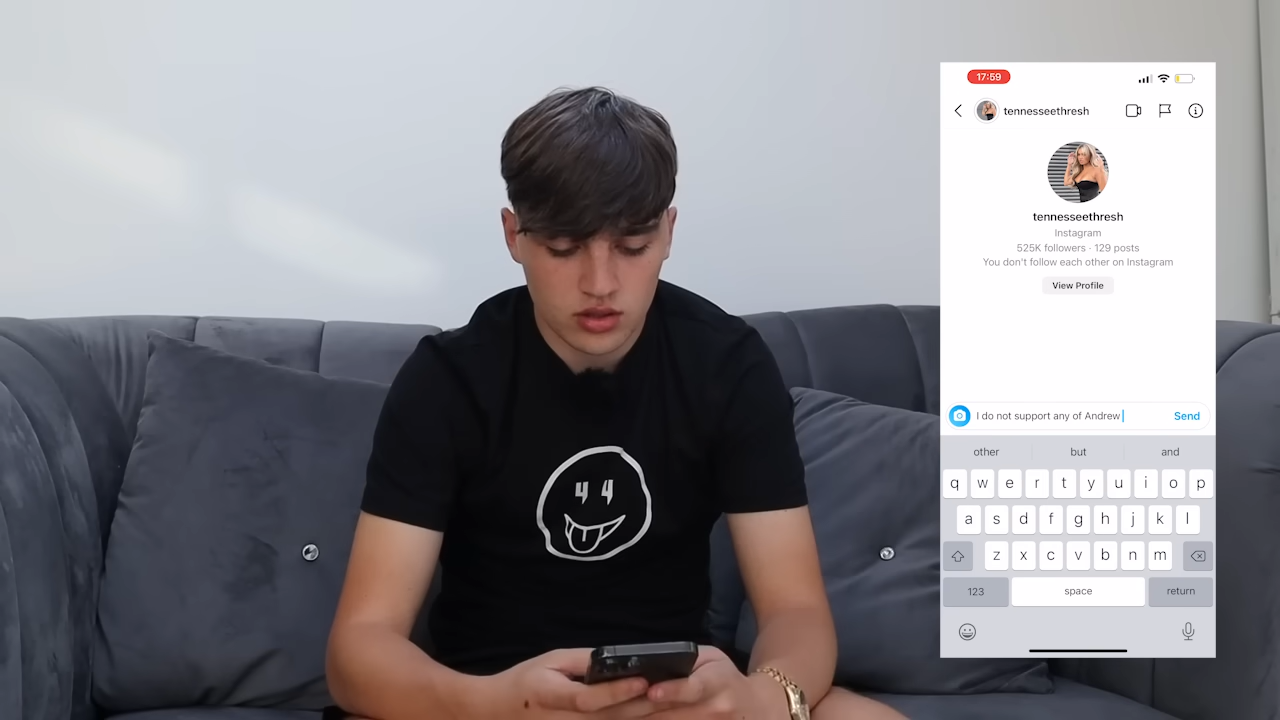 17:59
tennesseethresh
tennesseethresh
Instagram
525K followers · 129 posts
You don't follow each other on Instagram
View Profile
I do not support any of Andrew
Send
other but and
q w e r t y u i o p
a s d f g h j k l
z x c v b n m
123 space return